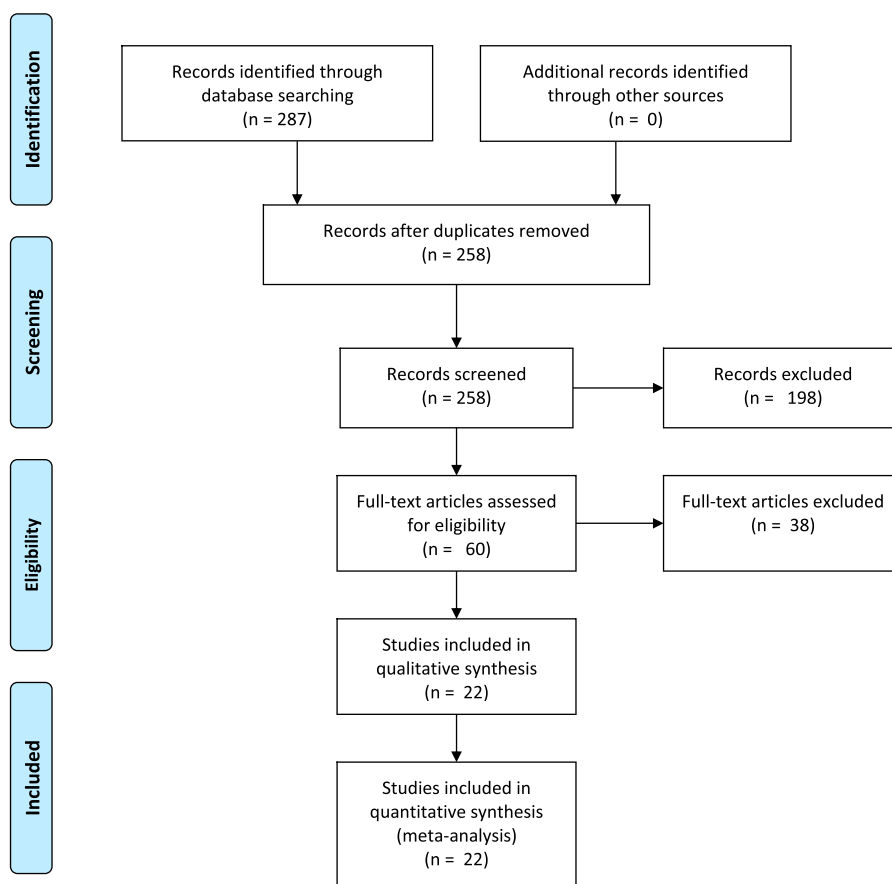 Identification
Records identified through
database searching
(n = 287)
Additional records identified
through other sources
(n = 0)
Records after duplicates removed
(n = 258)
Screening
Records screened
(n = 258)
Records excluded
(n = 198)
Eligibility
Full-text articles assessed
for eligibility
(n = 60)
Full-text articles excluded
(n = 38)
Studies included in
qualitative synthesis
(n = 22)
Included
Studies included in
quantitative synthesis
(meta-analysis)
(n = 22)